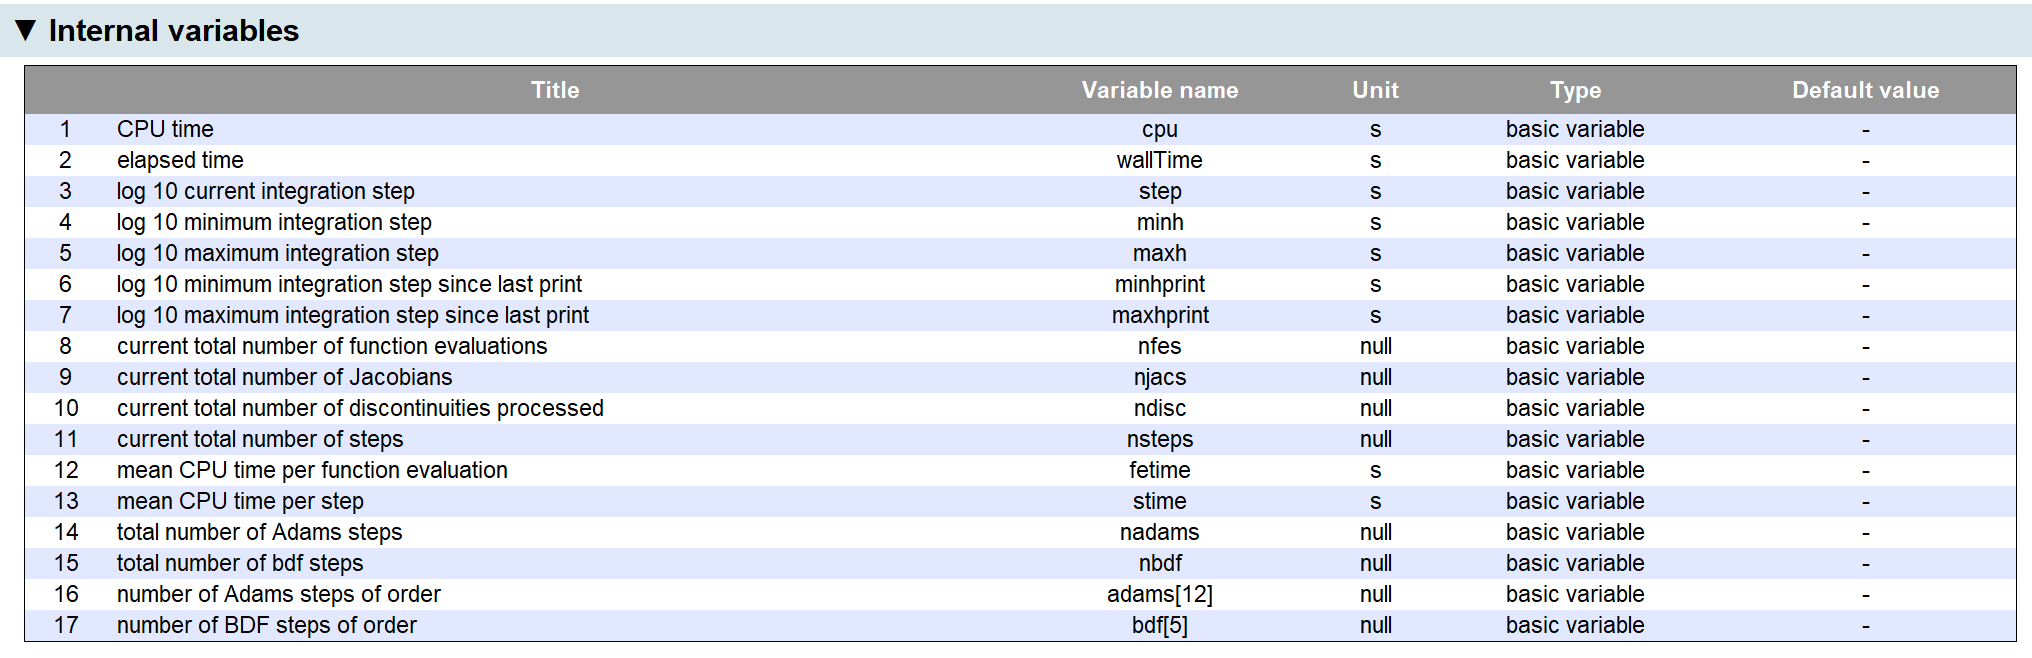 ▼ Internal variables
Title Variable name Unit Type Default value
1 CPU time cpu s basic variable -
2 elapsed time wallTime s basic variable -
3 log 10 current integration step step s basic variable -
4 log 10 minimum integration step minh s basic variable -
5 log 10 maximum integration step maxh s basic variable -
6 log 10 minimum integration step since last print minhprint s basic variable -
7 log 10 maximum integration step since last print maxhprint s basic variable -
8 current total number of function evaluations nfes null basic variable -
9 current total number of Jacobians njacs null basic variable -
10 current total number of discontinuities processed ndisc null basic variable -
11 current total number of steps nsteps null basic variable -
12 mean CPU time per function evaluation fetime s basic variable -
13 mean CPU time per step stime s basic variable -
14 total number of Adams steps nadams null basic variable -
15 total number of bdf steps nbdf null basic variable -
16 number of Adams steps of order adams[12] null basic variable -
17 number of BDF steps of order bdf[5] null basic variable -